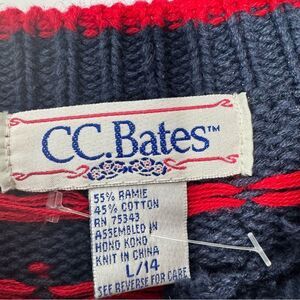 CC.Bates™
55% RAMIE
45% COTTON
RN 75343
ASSEMBLED IN
HONG KONG
KNIT IN CHINA
L/14
SEE REVERSE FOR CARE